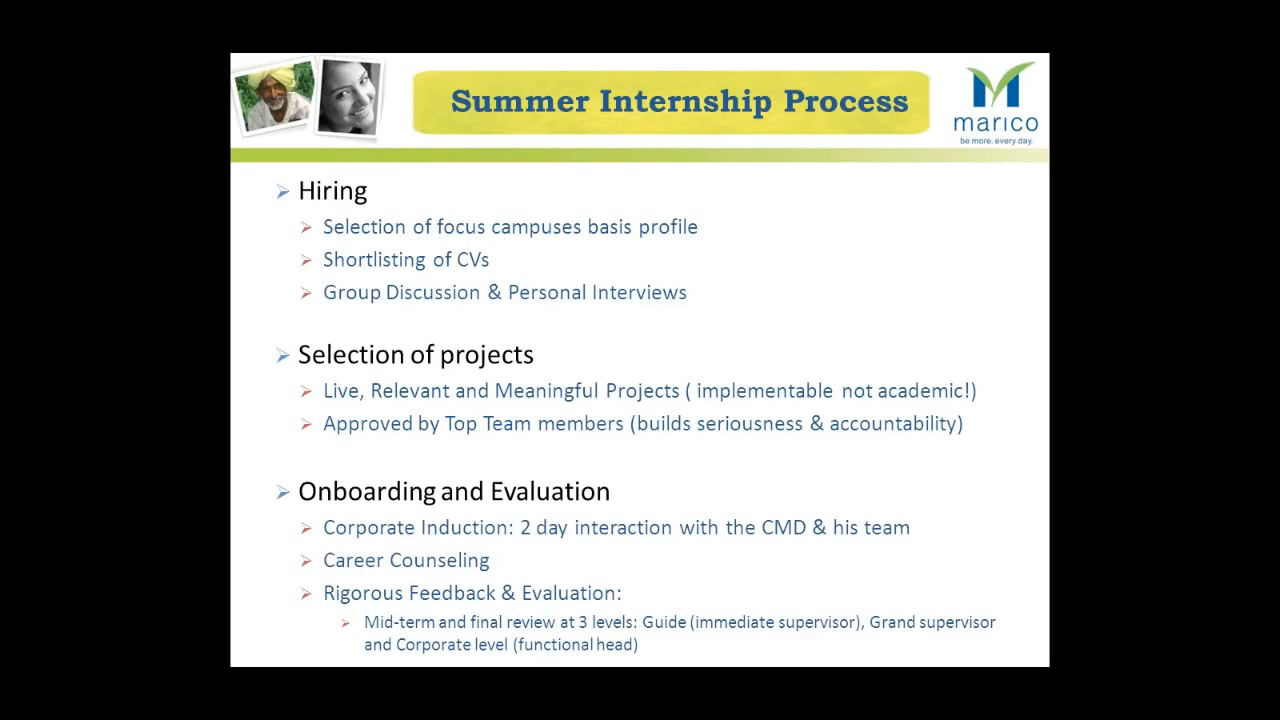 Summer Internship Process
marico
be more. every day.
Hiring
Selection of focus campuses basis profile
Shortlisting of CVs
Group Discussion & Personal Interviews
Selection of projects
Live, Relevant and Meaningful Projects ( implementable not academic!)
Approved by Top Team members (builds seriousness & accountability)
Onboarding and Evaluation
Corporate Induction: 2 day interaction with the CMD & his team
Career Counseling
Rigorous Feedback & Evaluation:
Mid-term and final review at 3 levels: Guide (immediate supervisor), Grand supervisor
and Corporate level (functional head)